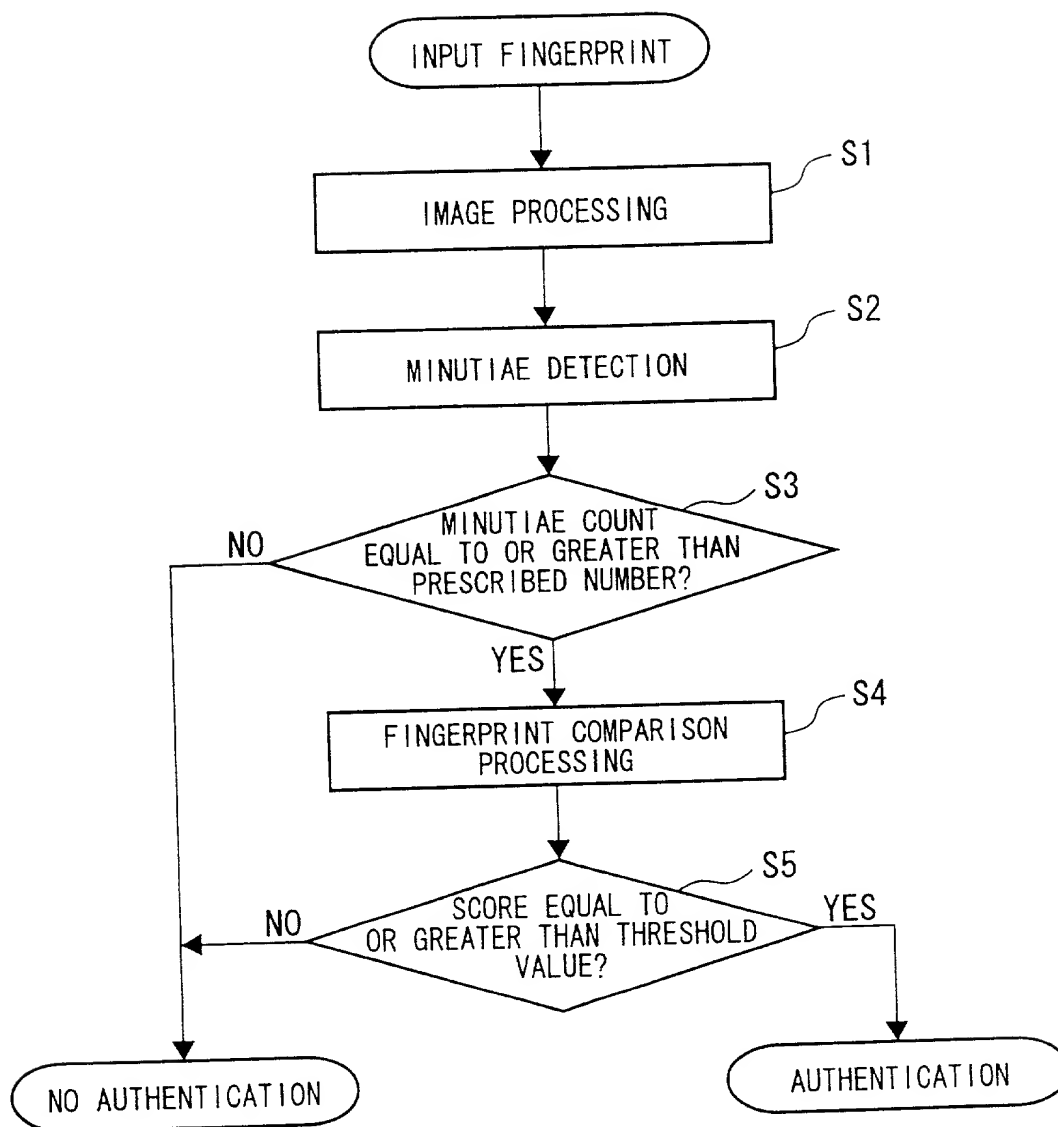 INPUT FINGERPRINT
S1
IMAGE PROCESSING
S2
MINUTIAE DETECTION
S3
MINUTIAE COUNT
EQUAL TO OR GREATER THAN
PRESCRIBED NUMBER?
NO
YES
S4
FINGERPRINT COMPARISON
PROCESSING
S5
SCORE EQUAL TO
OR GREATER THAN THRESHOLD
VALUE?
NO
YES
NO AUTHENTICATION
AUTHENTICATION